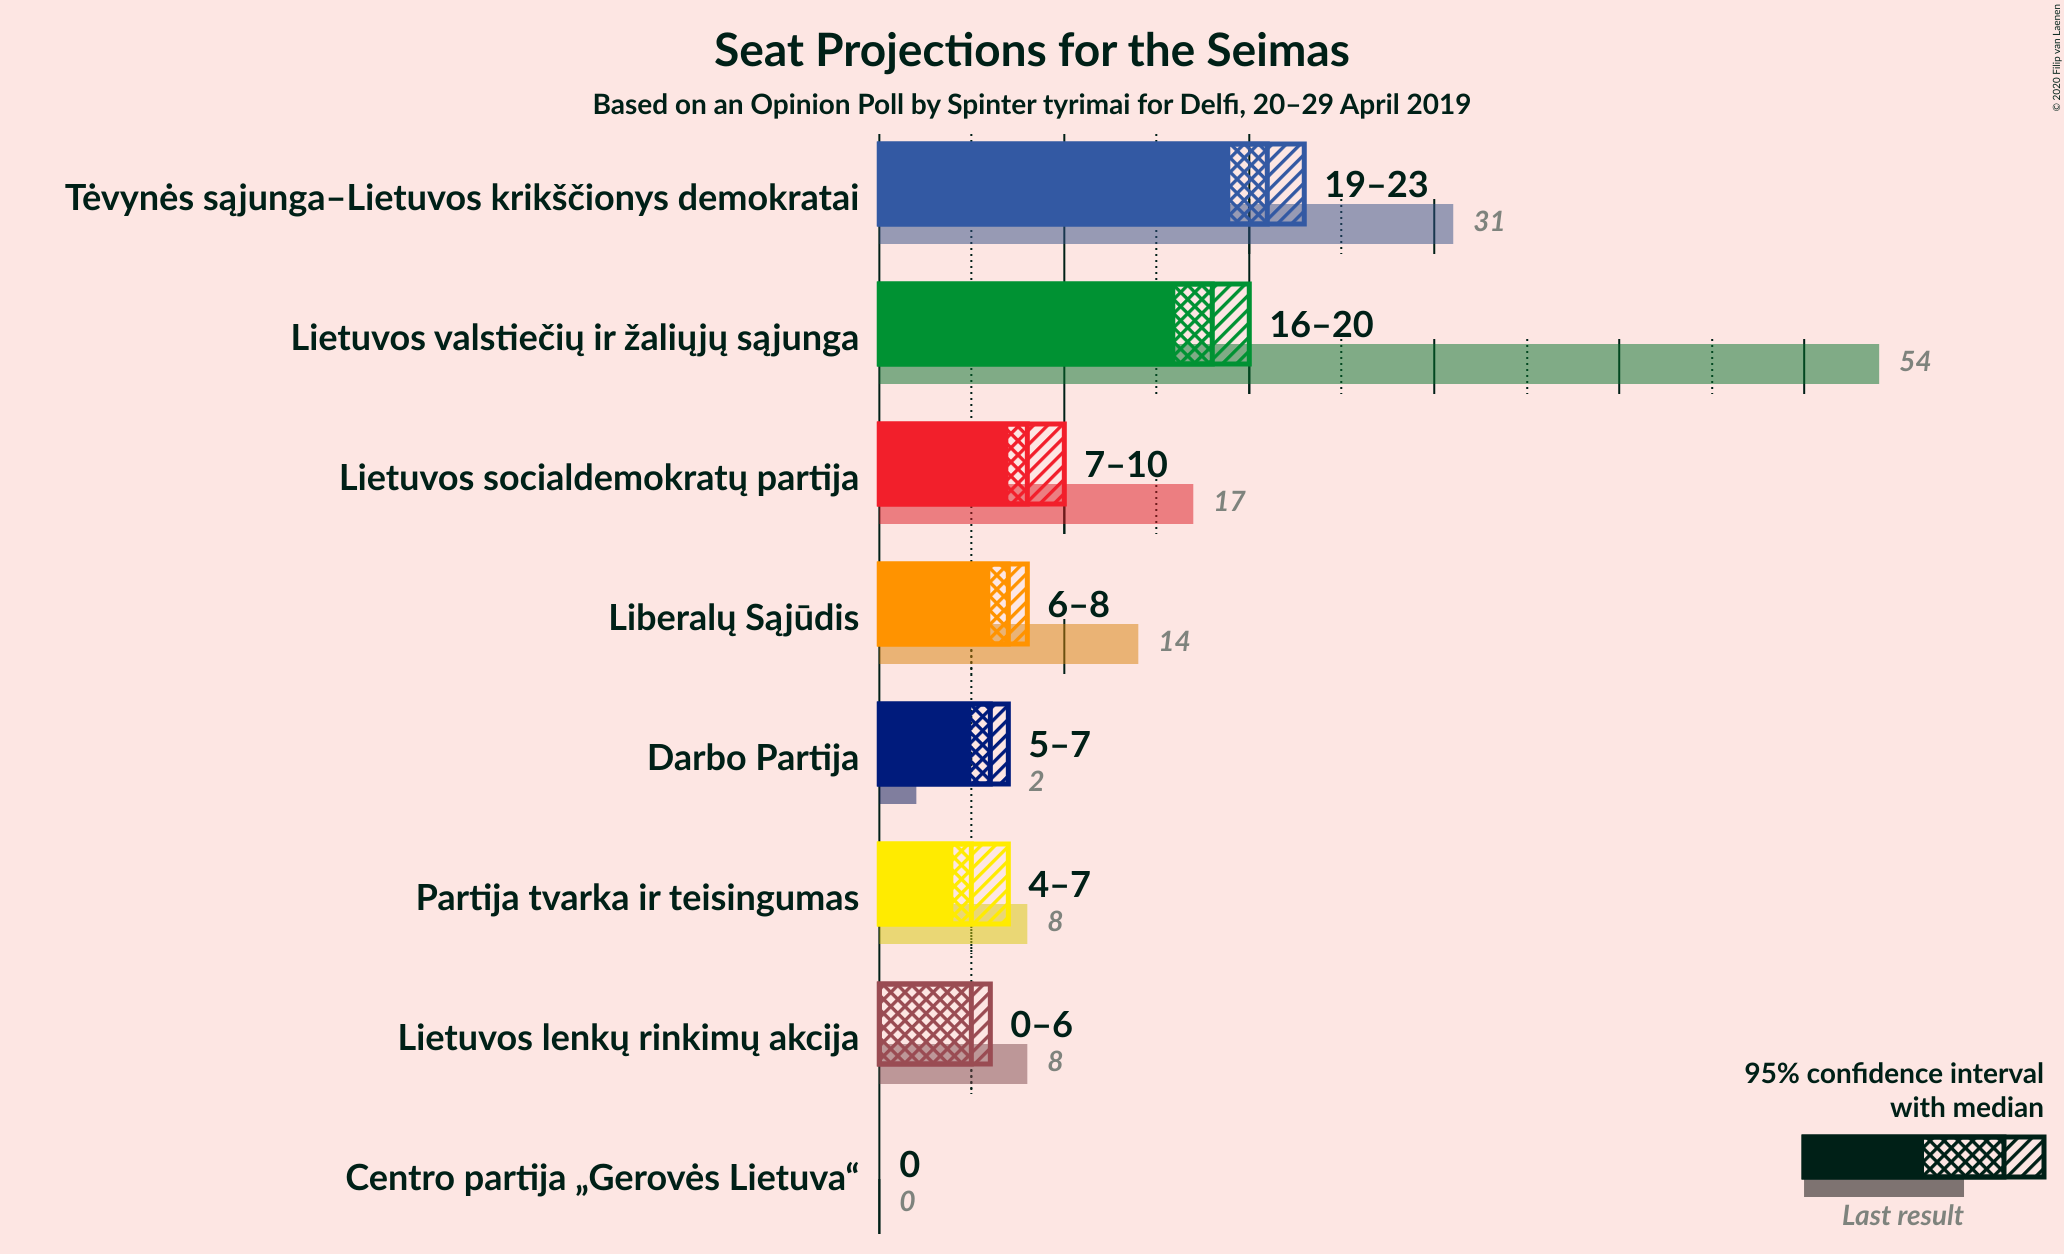 Seat Projections for the Seimas
Based on an Opinion Poll by Spinter tyrimai for Delfi, 20–29 April 2019
© 2020 Filip van Laenen
Tėvynės sąjunga–Lietuvos krikščionys demokratai
19–23
31
Lietuvos valstiečių ir žaliųjų sąjunga
16–20
54
Lietuvos socialdemokratų partija
7–10
17
Liberalų Sąjūdis
6–8
14
Darbo Partija
5–7
2
Partija tvarka ir teisingumas
4–7
8
Lietuvos lenkų rinkimų akcija
0–6
8
Centro partija „Gerovės Lietuva“
0
0
95% confidence interval
with median
Last result